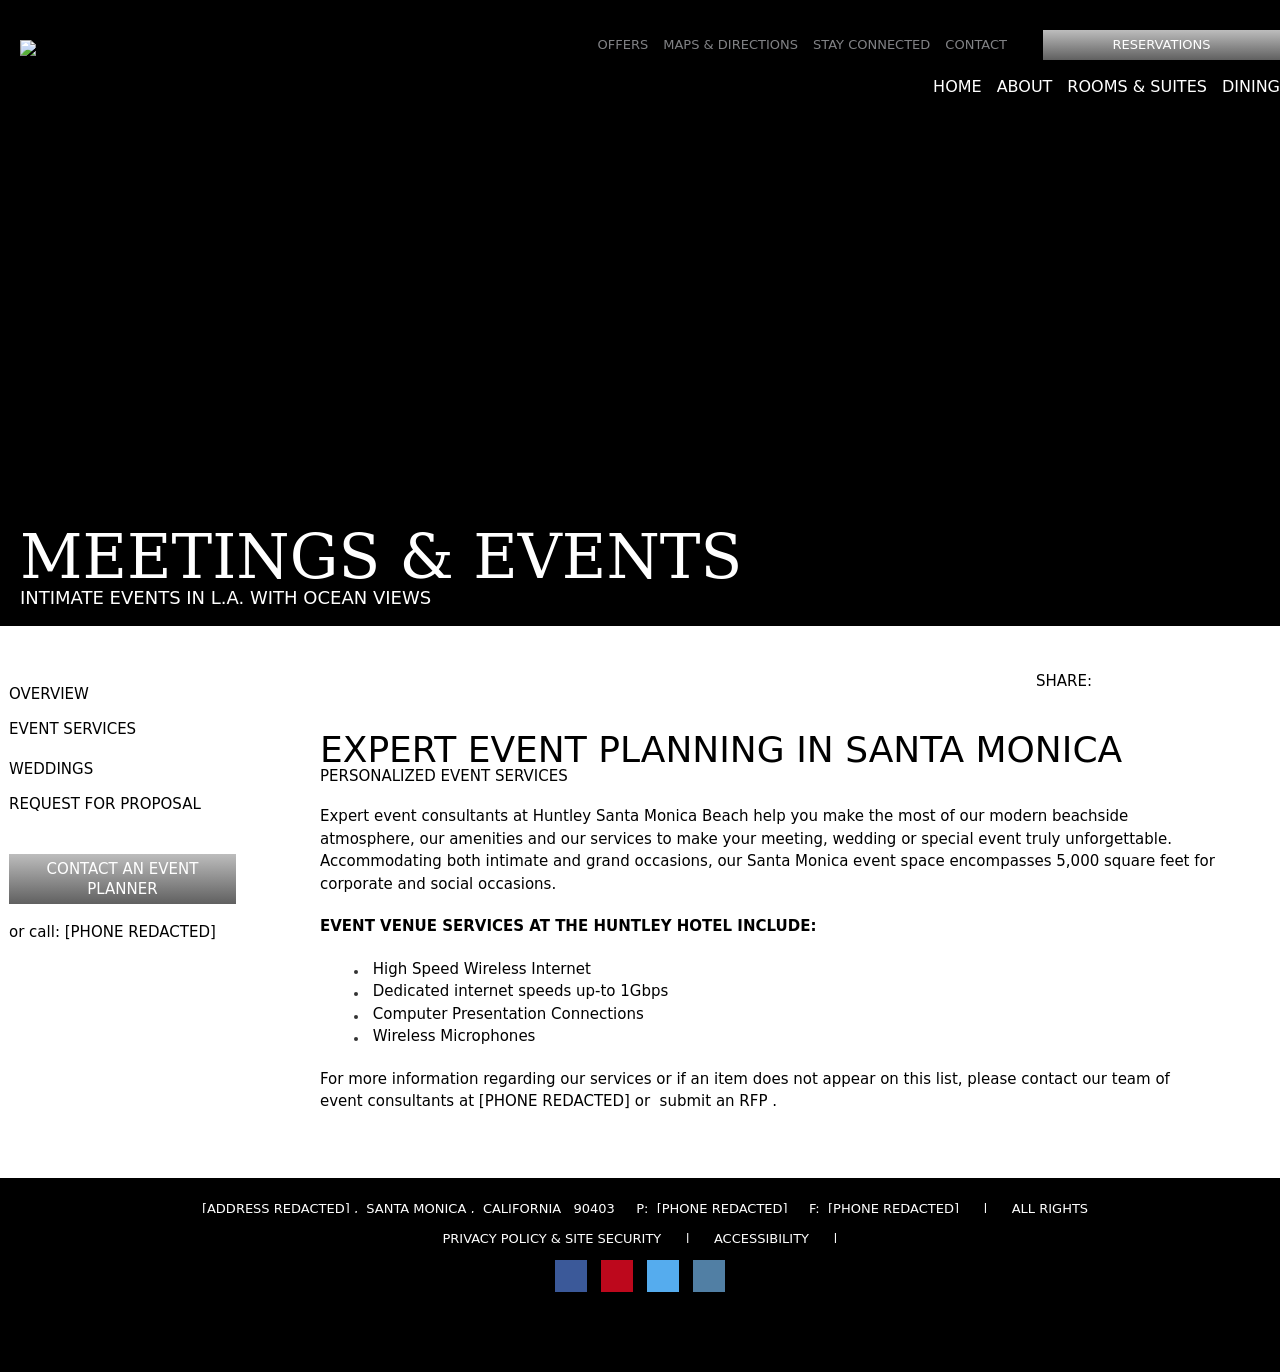 OFFERS MAPS & DIRECTIONS STAY CONNECTED CONTACT RESERVATIONS
HOME ABOUT ROOMS & SUITES DINING
MEETINGS & EVENTS
INTIMATE EVENTS IN L.A. WITH OCEAN VIEWS
OVERVIEW
EVENT SERVICES
WEDDINGS
REQUEST FOR PROPOSAL
CONTACT AN EVENT
PLANNER
or call: [PHONE REDACTED]
SHARE:
EXPERT EVENT PLANNING IN SANTA MONICA
PERSONALIZED EVENT SERVICES
Expert event consultants at Huntley Santa Monica Beach help you make the most of our modern beachside
atmosphere, our amenities and our services to make your meeting, wedding or special event truly unforgettable.
Accommodating both intimate and grand occasions, our Santa Monica event space encompasses 5,000 square feet for
corporate and social occasions.
EVENT VENUE SERVICES AT THE HUNTLEY HOTEL INCLUDE:
• High Speed Wireless Internet
• Dedicated internet speeds up-to 1Gbps
• Computer Presentation Connections
• Wireless Microphones
For more information regarding our services or if an item does not appear on this list, please contact our team of
event consultants at [PHONE REDACTED] or submit an RFP .
[ADDRESS REDACTED] . SANTA MONICA . CALIFORNIA 90403 P: [PHONE REDACTED] F: [PHONE REDACTED] | ALL RIGHTS
PRIVACY POLICY & SITE SECURITY | ACCESSIBILITY |